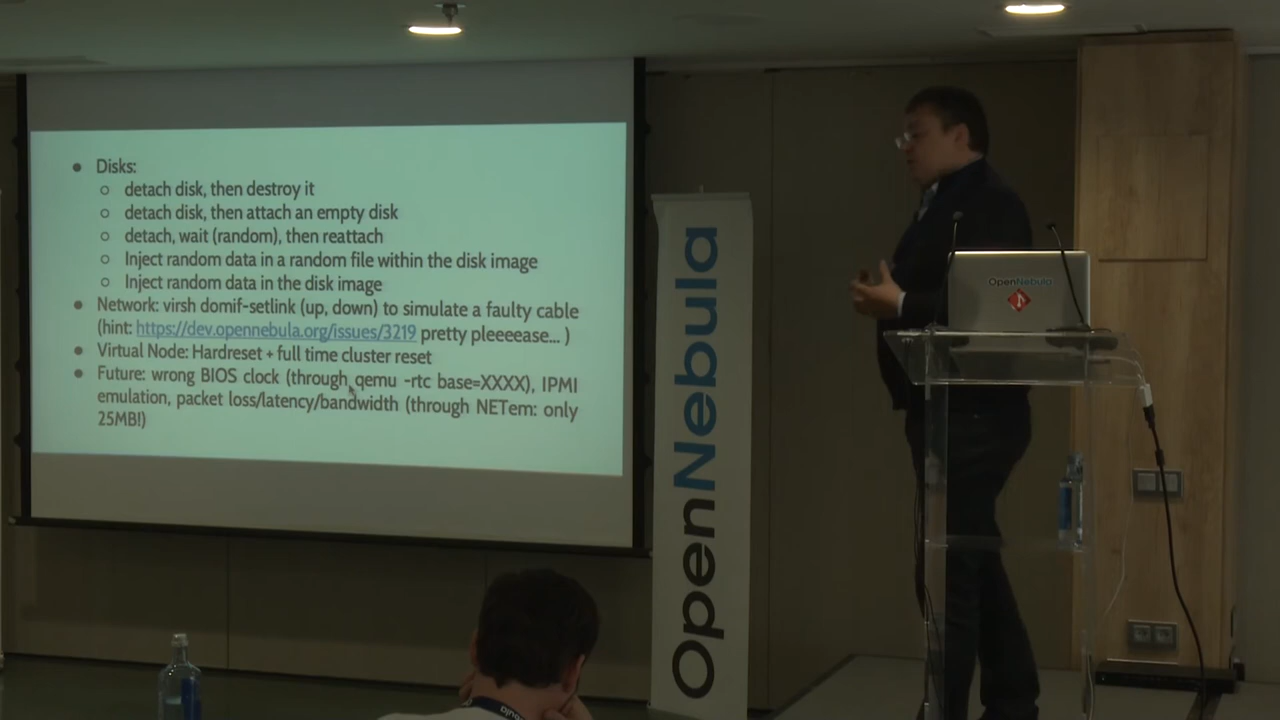 ● Disks:
○ detach disk, then destroy it
○ detach disk, then attach an empty disk
○ detach, wait (random), then reattach
○ Inject random data in a random file within the disk image
○ Inject random data in the disk image
● Network: virsh domif-setlink (up, down) to simulate a faulty cable
(hint: https://dev.opennebula.org/issues/3219 pretty pleeeease... )
● Virtual Node: Hardreset + full time cluster reset
● Future: wrong BIOS clock (through qemu -rtc base=XXXX), IPMI
emulation, packet loss/latency/bandwidth (through NETem: only
25MB!)
OpenNebula
OpenNebula